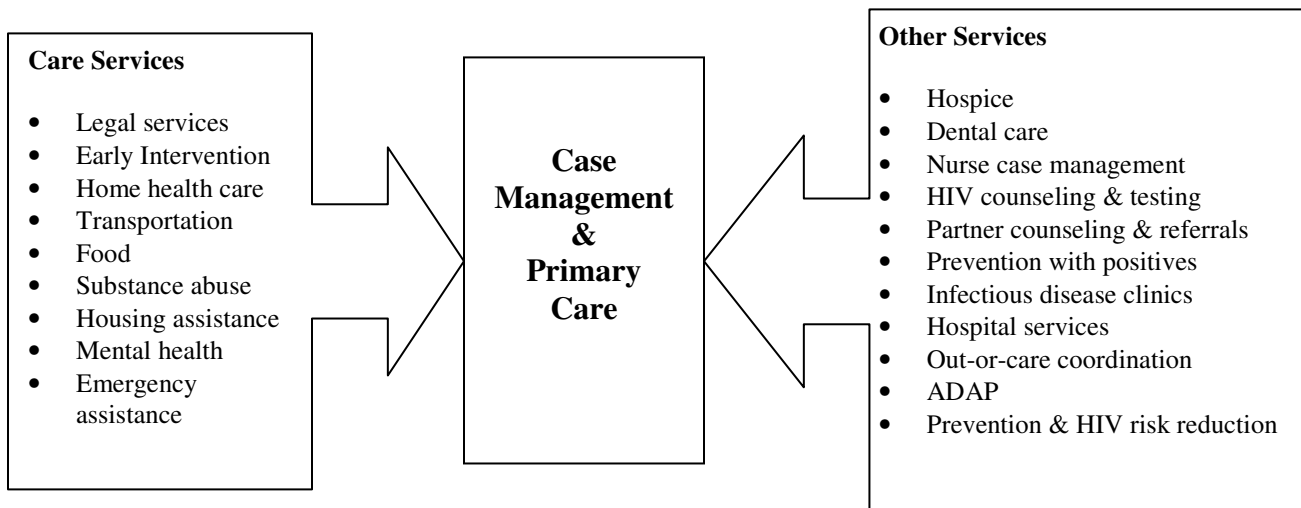 Care Services
• Legal services
• Early Intervention
• Home health care
• Transportation
• Food
• Substance abuse
• Housing assistance
• Mental health
• Emergency
assistance
Case
Management
&
Primary
Care
Other Services
• Hospice
• Dental care
• Nurse case management
• HIV counseling & testing
• Partner counseling & referrals
• Prevention with positives
• Infectious disease clinics
• Hospital services
• Out-or-care coordination
• ADAP
• Prevention & HIV risk reduction